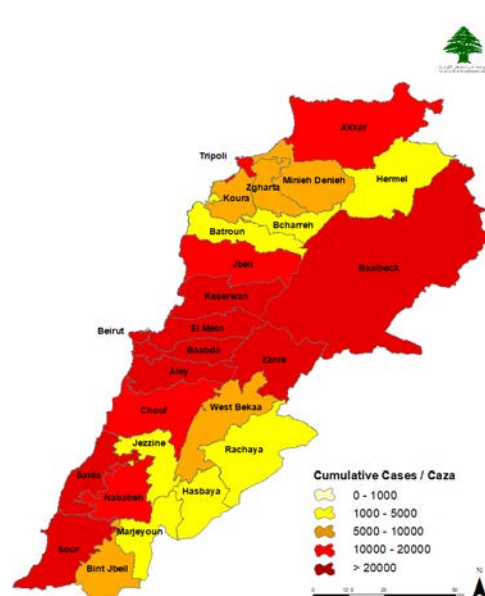 Akkar
Tripoli
Hermel
Minieh Denieh
Zgharta
Koura
Bcharreh
Batroun
Jbeil
Baalbeck
Keserwan
El Metn
Beirut
Baabda
Zahle
Aley
Chouf
West Bekaa
Jezzine
Rachaya
Saida
Hasbaya
Nabatieh
Marjeyoun
Sour
Bint Jbeil
Cumulative Cases / Caza
0 - 1000
1000 - 5000
5000 - 10000
10000 - 20000
> 20000
N